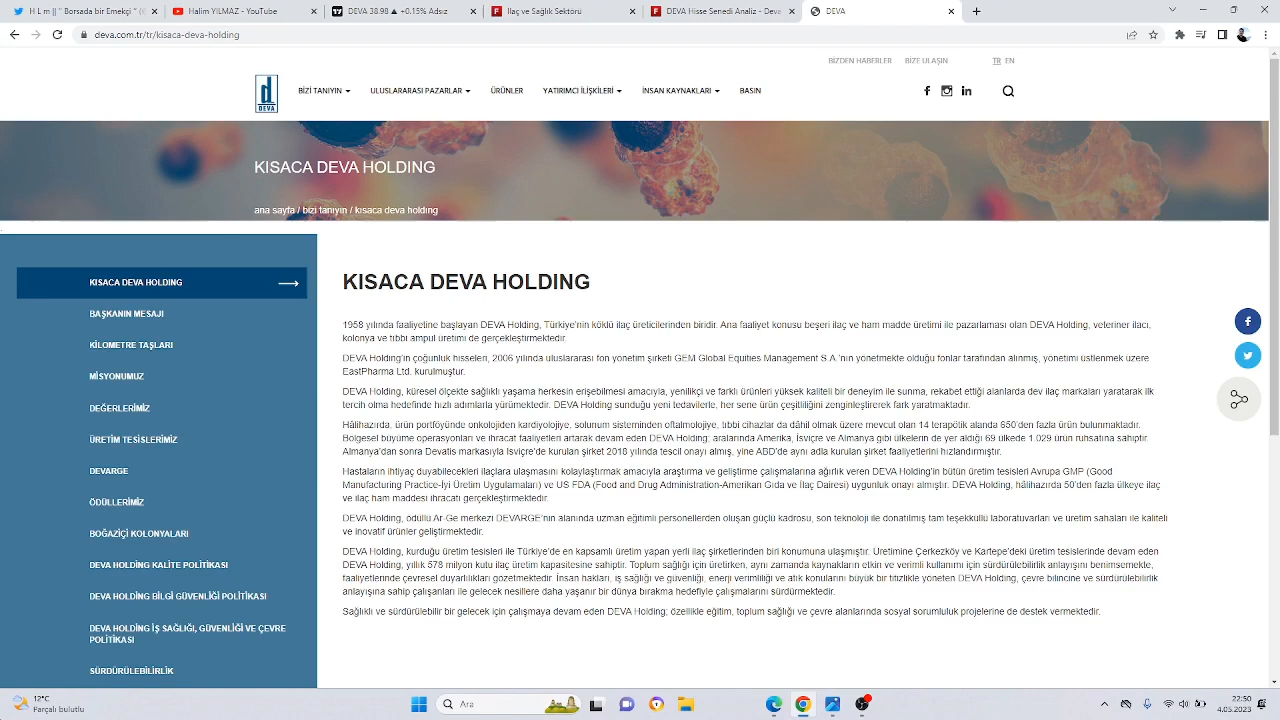 H L m || '' Borsada Bir Emekçi '' || H
Halim YILMAZ - YouTube
DEVA 38.98 ▲ +0.15% Adsız
İlaç ve Sağlık Sektörü
DEVA Hisse Senedi Analiz - Deva
DEVA
deva.com.tr/tr/kisaca-deva-holding
BİZDEN HABERLER BİZE ULAŞIN TR EN
DEVA
BİZİ TANIYIN ULUSLARARASI PAZARLAR ÜRÜNLER YATIRIMCI İLİŞKİLERİ İNSAN KAYNAKLARI BASIN
KISACA DEVA HOLDING
ana sayfa / bizi tanıyın / kısaca deva holding
KISACA DEVA HOLDING
BAŞKANIN MESAJI
KİLOMETRE TAŞLARI
MİSYONUMUZ
DEĞERLERİMİZ
ÜRETİM TESİSLERİMİZ
DEVARGE
ÖDÜLLERİMİZ
BOĞAZİÇİ KOLONYALARI
DEVA HOLDİNG KALİTE POLİTİKASI
DEVA HOLDİNG BİLGİ GÜVENLİĞİ POLİTİKASI
DEVA HOLDİNG İŞ SAĞLIĞI, GÜVENLİĞİ VE ÇEVRE
POLİTİKASI
SÜRDÜRÜLEBİLİRLİK
KISACA DEVA HOLDING
1958 yılında faaliyetine başlayan DEVA Holding, Türkiye'nin köklü ilaç üreticilerinden biridir. Ana faaliyet konusu beşeri ilaç ve ham madde üretimi ile pazarlaması olan DEVA Holding, veteriner ilacı,
kolonya ve tıbbi ampul üretimi de gerçekleştirmektedir.
DEVA Holding'in çoğunluk hisseleri, 2006 yılında uluslararası fon yönetim şirketi GEM Global Equities Management S.A.'nın yönetmekte olduğu fonlar tarafından alınmış, yönetimi üstlenmek üzere
EastPharma Ltd. kurulmuştur.
DEVA Holding, küresel ölçekte sağlıklı yaşama herkesin erişebilmesi amacıyla, yenilikçi ve farklı ürünleri yüksek kaliteli bir deneyim ile sunma, rekabet ettiği alanlarda dev ilaç markaları yaratarak ilk
tercih olma hedefinde hızlı adımlarla yürümektedir. DEVA Holding sunduğu yeni tedavilerle, her sene ürün çeşitliliğini zenginleştirerek fark yaratmaktadır.
Hâlihazırda, ürün portföyünde onkolojiden kardiyolojiye, solunum sisteminden oftalmolojiye, tıbbi cihazlar da dâhil olmak üzere mevcut olan 14 terapötik alanda 650'den fazla ürün bulunmaktadır.
Bölgesel büyüme operasyonları ve ihracat faaliyetleri artarak devam eden DEVA Holding; aralarında Amerika, İsviçre ve Almanya gibi ülkelerin de yer aldığı 69 ülkede 1.029 ürün ruhsatına sahiptir.
Almanya'dan sonra Devatis markasıyla İsviçre'de kurulan şirket 2018 yılında tescil onayı almış, yine ABD'de aynı adla kurulan şirket faaliyetlerini hızlandırmıştır.
Hastaların ihtiyaç duyabilecekleri ilaçlara ulaşmasını kolaylaştırmak amacıyla araştırma ve geliştirme çalışmalarına ağırlık veren DEVA Holding'in bütün üretim tesisleri Avrupa GMP (Good
Manufacturing Practice-İyi Üretim Uygulamaları) ve US FDA (Food and Drug Administration-Amerikan Gıda ve İlaç Dairesi) uygunluk onayı almıştır. DEVA Holding, hâlihazırda 50'den fazla ülkeye ilaç
ve ilaç ham maddesi ihracatı gerçekleştirmektedir.
DEVA Holding, ödüllü Ar-Ge merkezi DEVARGE'nin alanında uzman eğitimli personellerden oluşan güçlü kadrosu, son teknoloji ile donatılmış tam teşekküllü laboratuvarları ve üretim sahaları ile kaliteli
ve inovatif ürünler geliştirmektedir.
DEVA Holding, kurduğu üretim tesisleri ile Türkiye'de en kapsamlı üretim yapan yerli ilaç şirketlerinden biri konumuna ulaşmıştır. Üretimine Çerkezköy ve Kartepe'deki üretim tesislerinde devam eden
DEVA Holding, yıllık 578 milyon kutu ilaç üretim kapasitesine sahiptir. Toplum sağlığı için üretirken, aynı zamanda kaynakların etkin ve verimli kullanımı için sürdürülebilirlik anlayışını benimsemekte,
faaliyetlerinde çevresel duyarlılıkları gözetmektedir. İnsan hakları, iş sağlığı ve güvenliği, enerji verimliliği ve atık konularını büyük bir titizlikle yöneten DEVA Holding, çevre bilincine ve sürdürülebilirlik
anlayışına sahip çalışanları ile gelecek nesillere daha yaşanır bir dünya bırakma hedefiyle çalışmalarını sürdürmektedir.
Sağlıklı ve sürdürülebilir bir gelecek için çalışmaya devam eden DEVA Holding; özellikle eğitim, toplum sağlığı ve çevre alanlarında sosyal sorumluluk projelerine de destek vermektedir.
12°C
Parçalı bulutlu
Ara
22:50
4.03.2023